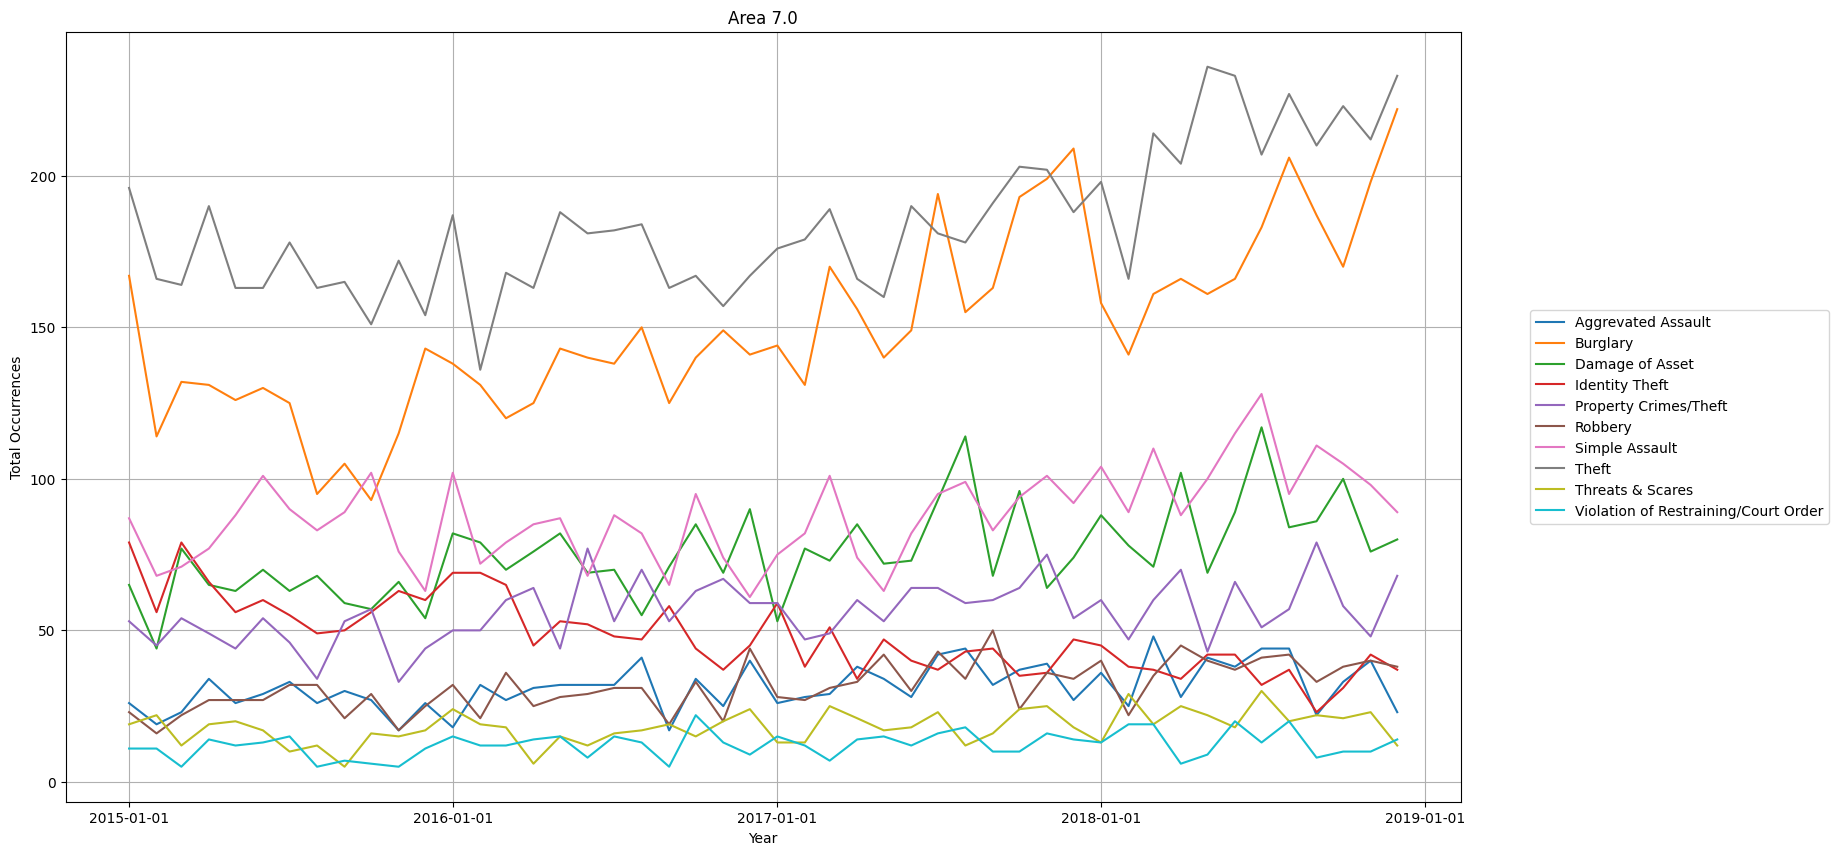 Area 7.0
Total Occurrences
200
150
100
50
0
2015-01-01
2016-01-01
2017-01-01
2018-01-01
2019-01-01
Year
Aggrevated Assault
Burglary
Damage of Asset
Identity Theft
Property Crimes/Theft
Robbery
Simple Assault
Theft
Threats & Scares
Violation of Restraining/Court Order